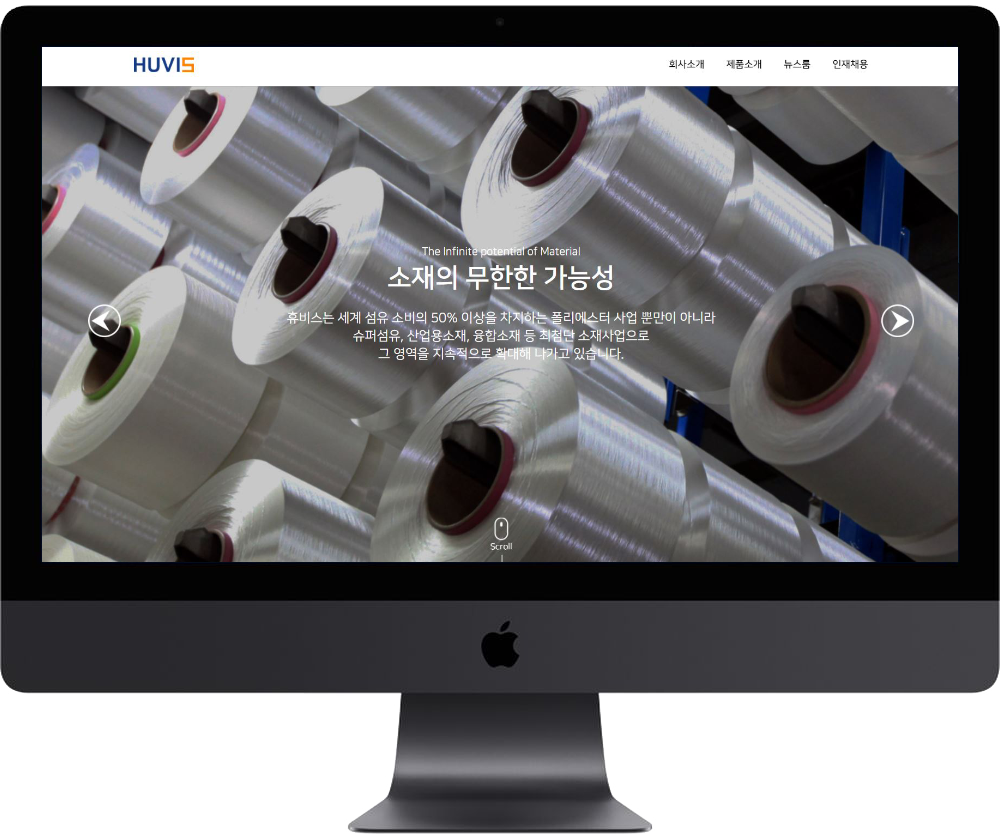 HUVIS
회사소개 제품소개 뉴스룸 인재채용
The Infinite potential of Material
소재의 무한한 가능성
휴비스는 세계 섬유 소비의 50% 이상을 차지하는 폴리에스터 사업 뿐만이 아니라
슈퍼섬유, 산업용소재, 융합소재 등 최첨단 소재사업으로
그 영역을 지속적으로 확대해 나가고 있습니다.
Scroll